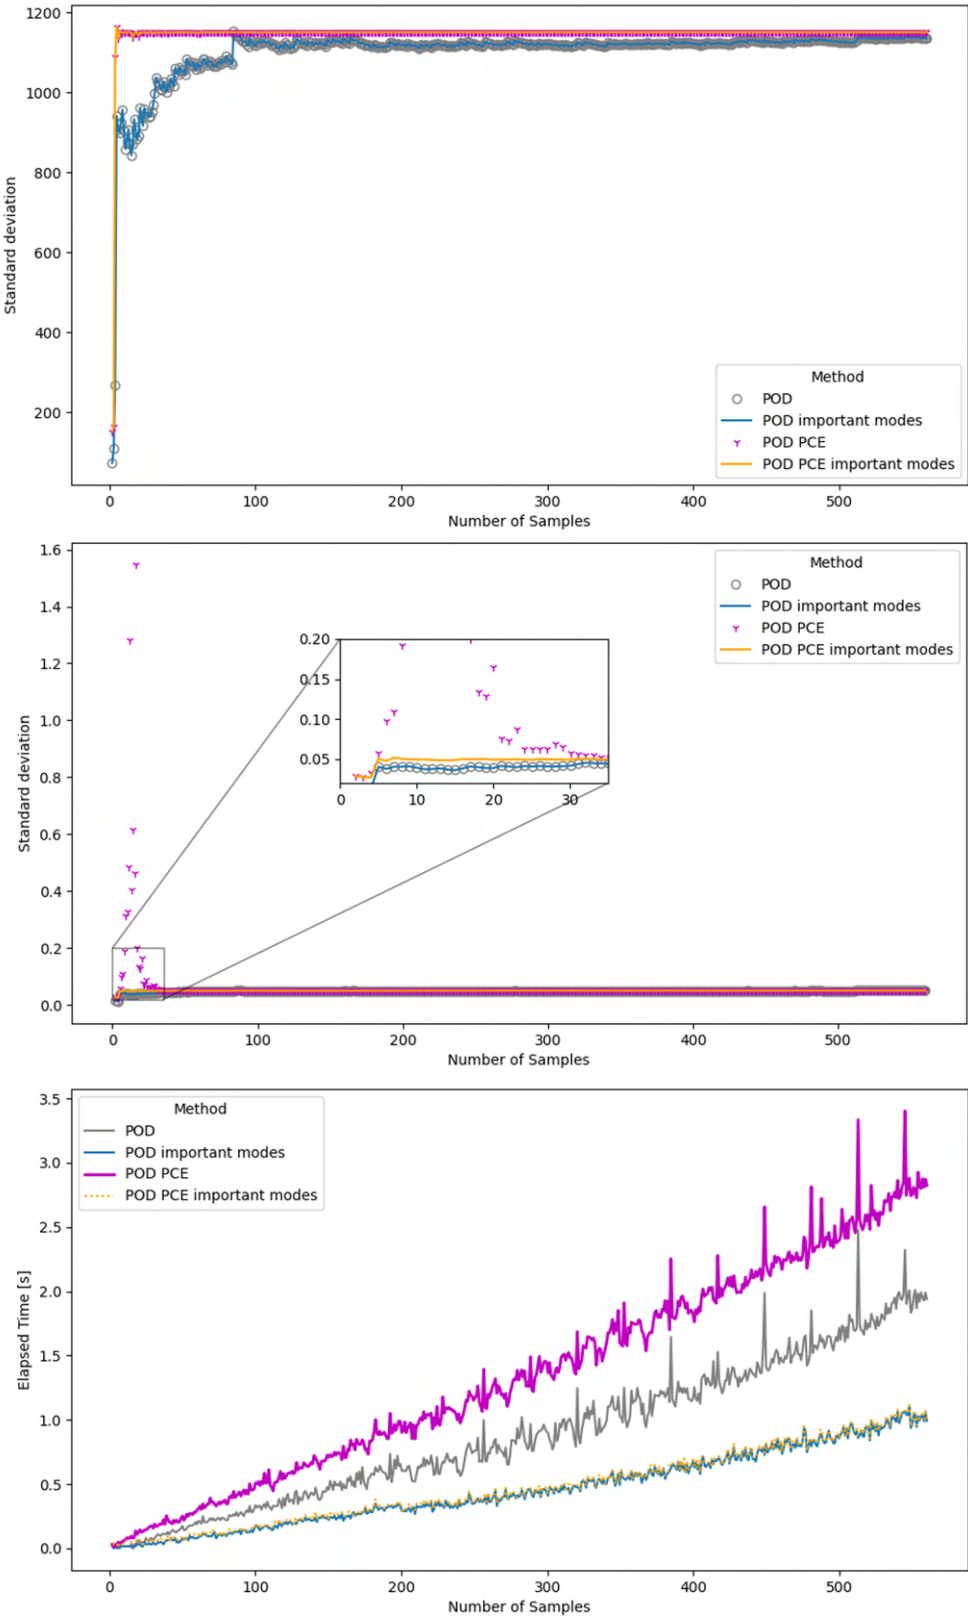 1200
1000
800
600
400
200
Standard deviation
Method
POD
POD important modes
POD PCE
POD PCE important modes
0 100 200 300 400 500
Number of Samples
1.6
1.4
1.2
1.0
0.8
0.6
0.4
0.2
0.0
Standard deviation
Method
POD
POD important modes
POD PCE
POD PCE important modes
0.20
0.15
0.10
0.05
0 10 20 30
0 100 200 300 400 500
Number of Samples
3.5
3.0
2.5
2.0
1.5
1.0
0.5
0.0
Elapsed Time [s]
Method
POD
POD important modes
POD PCE
POD PCE important modes
0 100 200 300 400 500
Number of Samples